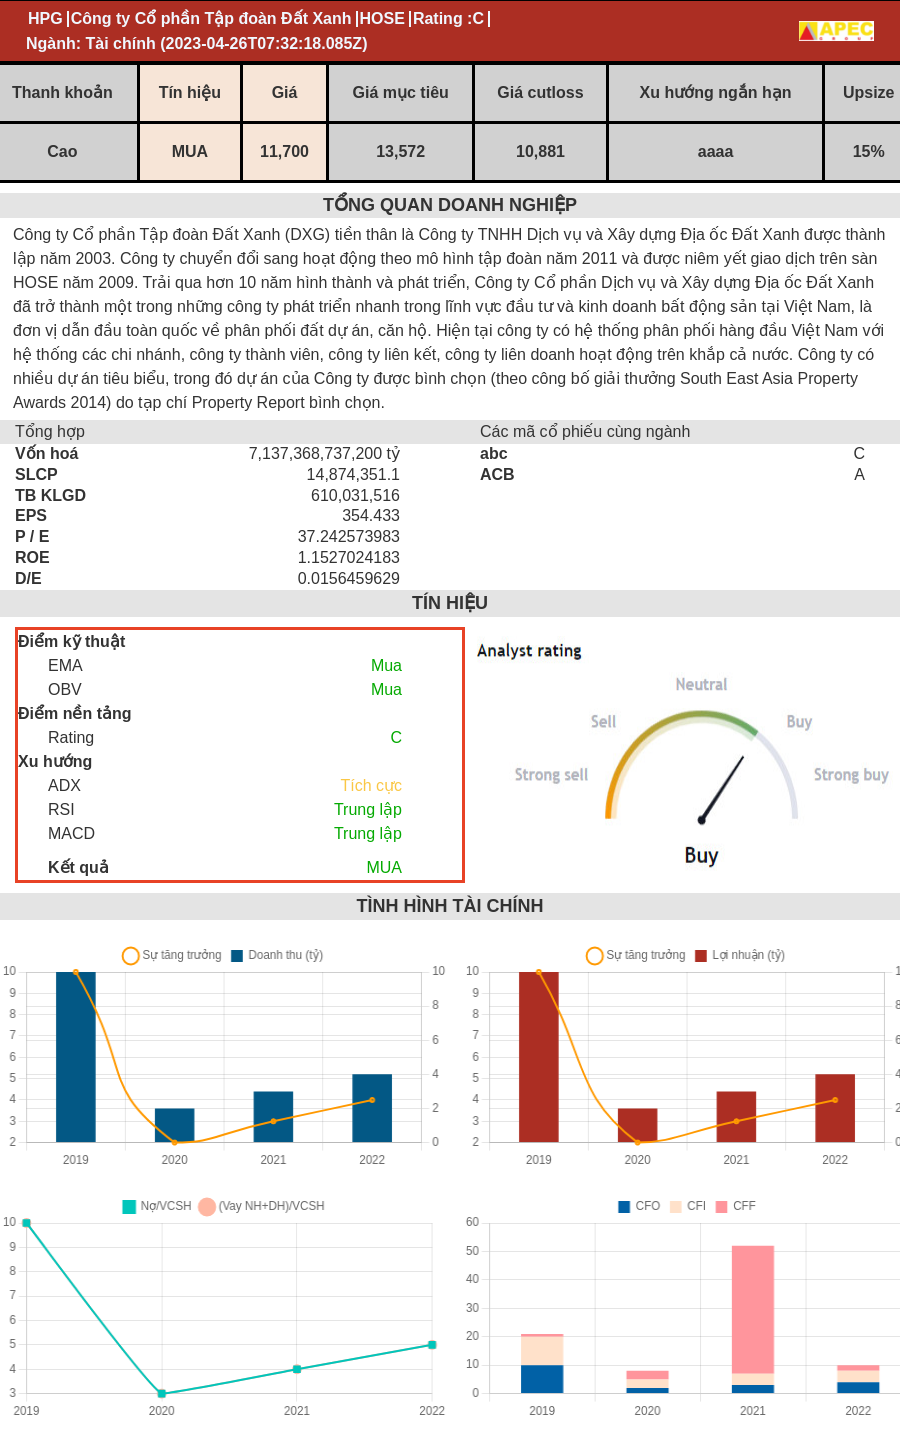 HPG |Công ty Cổ phần Tập đoàn Đất Xanh |HOSE |Rating :C |
Ngành: Tài chính (2023-04-26T07:32:18.085Z)
APEC
Thanh khoản Tín hiệu Giá Giá mục tiêu Giá cutloss Xu hướng ngắn hạn Upsize
Cao MUA 11,700 13,572 10,881 aaaa 15%
TỔNG QUAN DOANH NGHIỆP
Công ty Cổ phần Tập đoàn Đất Xanh (DXG) tiền thân là Công ty TNHH Dịch vụ và Xây dựng Địa ốc Đất Xanh được thành
lập năm 2003. Công ty chuyển đổi sang hoạt động theo mô hình tập đoàn năm 2011 và được niêm yết giao dịch trên sàn
HOSE năm 2009. Trải qua hơn 10 năm hình thành và phát triển, Công ty Cổ phần Dịch vụ và Xây dựng Địa ốc Đất Xanh
đã trở thành một trong những công ty phát triển nhanh trong lĩnh vực đầu tư và kinh doanh bất động sản tại Việt Nam, là
đơn vị dẫn đầu toàn quốc về phân phối đất dự án, căn hộ. Hiện tại công ty có hệ thống phân phối hàng đầu Việt Nam với
hệ thống các chi nhánh, công ty thành viên, công ty liên kết, công ty liên doanh hoạt động trên khắp cả nước. Công ty có
nhiều dự án tiêu biểu, trong đó dự án của Công ty được bình chọn (theo công bố giải thưởng South East Asia Property
Awards 2014) do tạp chí Property Report bình chọn.
Tổng hợp
Vốn hoá 7,137,368,737,200 tỷ
SLCP 14,874,351.1
TB KLGD 610,031,516
EPS 354.433
P / E 37.242573983
ROE 1.1527024183
D/E 0.0156459629
Các mã cổ phiếu cùng ngành
abc C
ACB A
TÍN HIỆU
Điểm kỹ thuật
EMA Mua
OBV Mua
Điểm nền tảng
Rating C
Xu hướng
ADX Tích cực
RSI Trung lập
MACD Trung lập
Kết quả MUA
Analyst rating
Neutral
Sell Buy
Strong sell Strong buy
Buy
TÌNH HÌNH TÀI CHÍNH
Sự tăng trưởng Doanh thu (tỷ)
10 10
9
8 8
7
6 6
5
4 4
3 2
2 0
2019 2020 2021 2022
Sự tăng trưởng Lợi nhuận (tỷ)
10 1
9
8 8
7
6 6
5
4 4
3 2
2 0
2019 2020 2021 2022
Nợ/VCSH (Vay NH+DH)/VCSH
10
9
8
7
6
5
4
3
2019 2020 2021 2022
CFO CFI CFF
60
50
40
30
20
10
0
2019 2020 2021 2022